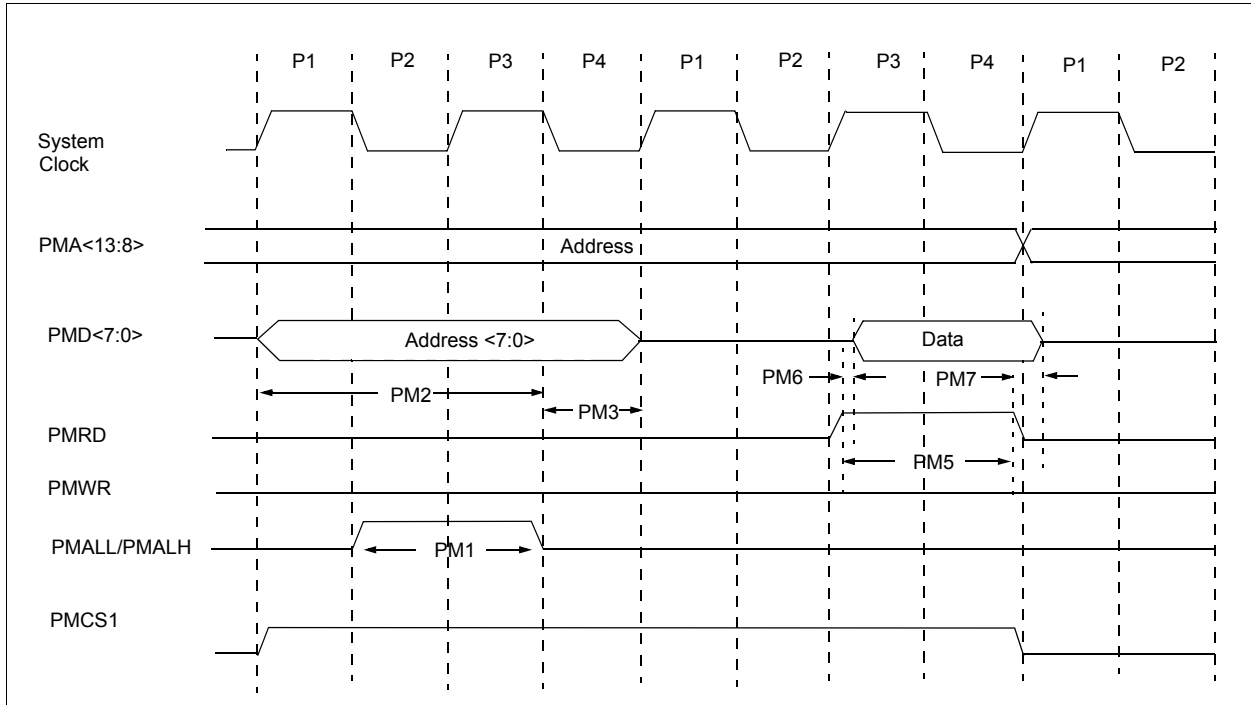 P1 P2 P3 P4 P1 P2 P3 P4 P1 P2
System
Clock
PMA<13:8>
Address
PMD<7:0>
Address <7:0>
Data
PM6
PM7
PM2
PM3
PMRD
PM5
PMWR
PMALL/PMALH
PM1
PMCS1